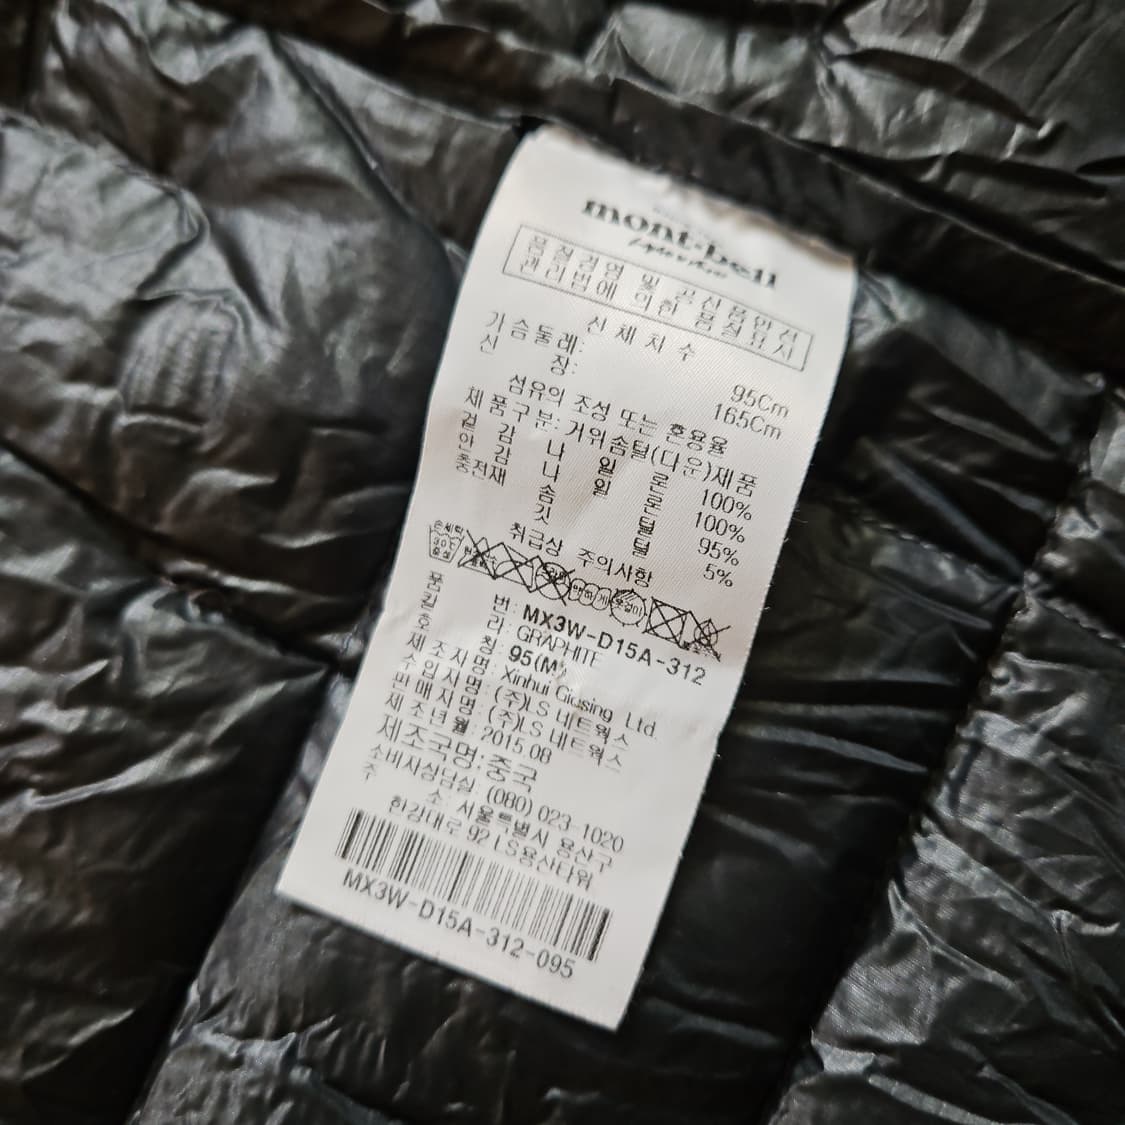 mont-bell
품질경영 및 공산품안전
관리법에 의한 품질표시
신체치수
가슴둘레: 95Cm
신 장: 165Cm
섬유의 조성 또는 혼용율
제품구분: 거위솜털(다운)제품
겉 감 나 일 론 100%
안 감 나 일 론 100%
충전재 솜 털 95%
깃 털 5%
취급상 주의사항
품 번: MX3W-D15A-312
컬 러: GRAPHITE
호 칭: 95(M)
제조자명: Xinhui Giusing Ltd.
수입자명: (주)LS 네트웍스
판매자명: (주)LS 네트웍스
제조년월: 2015.08
제조국명: 중국
소비자상담실: (080) 023-1020
주 소: 서울특별시 용산구
한강대로 92 LS용산타워
MX3W-D15A-312-095